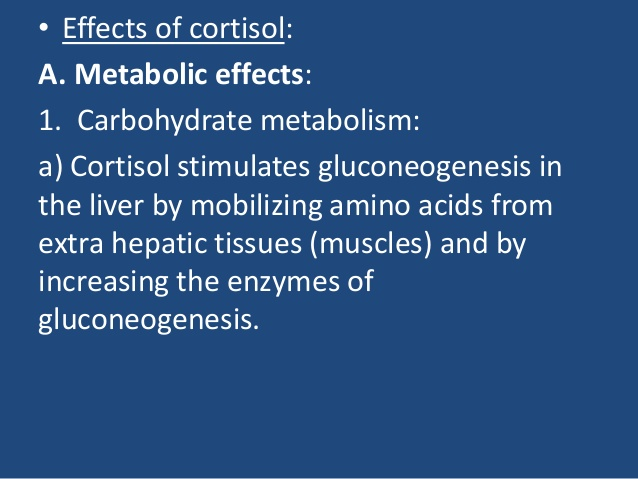 • Effects of cortisol:
A. Metabolic effects:
1. Carbohydrate metabolism:
a) Cortisol stimulates gluconeogenesis in
the liver by mobilizing amino acids from
extra hepatic tissues (muscles) and by
increasing the enzymes of
gluconeogenesis.